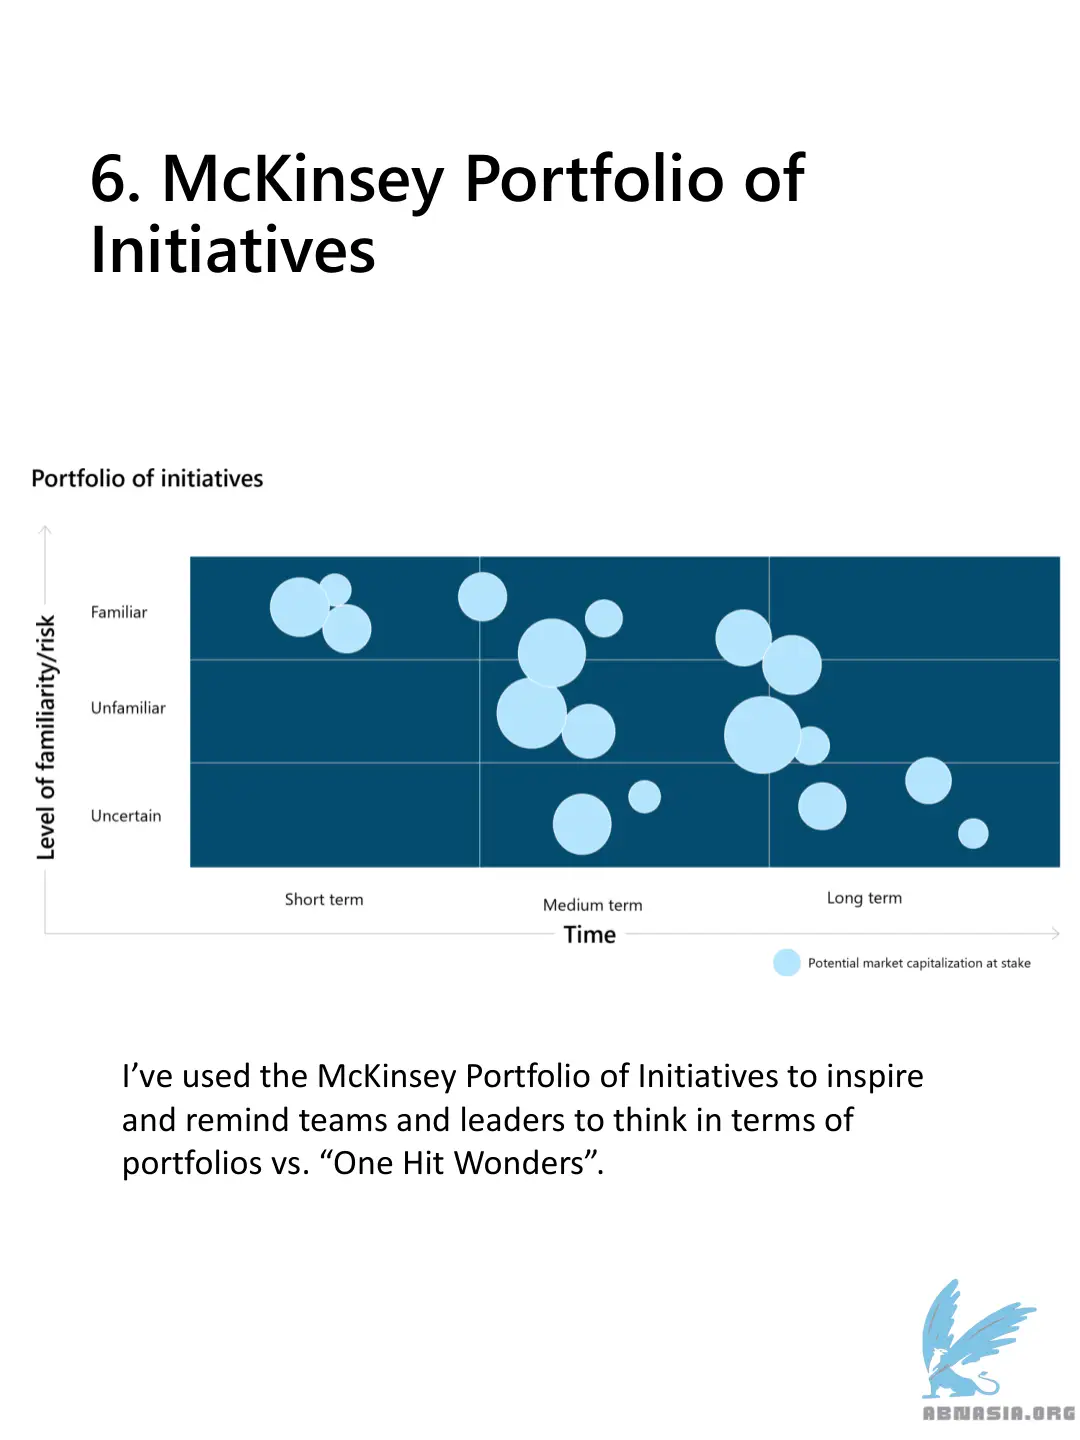 6. McKinsey Portfolio of
Initiatives
Portfolio of initiatives
Level of familiarity/risk
Familiar
Unfamiliar
Uncertain
Short term
Medium term
Long term
Time
Potential market capitalization at stake
I’ve used the McKinsey Portfolio of Initiatives to inspire
and remind teams and leaders to think in terms of
portfolios vs. “One Hit Wonders”.
ABNASIA.ORG